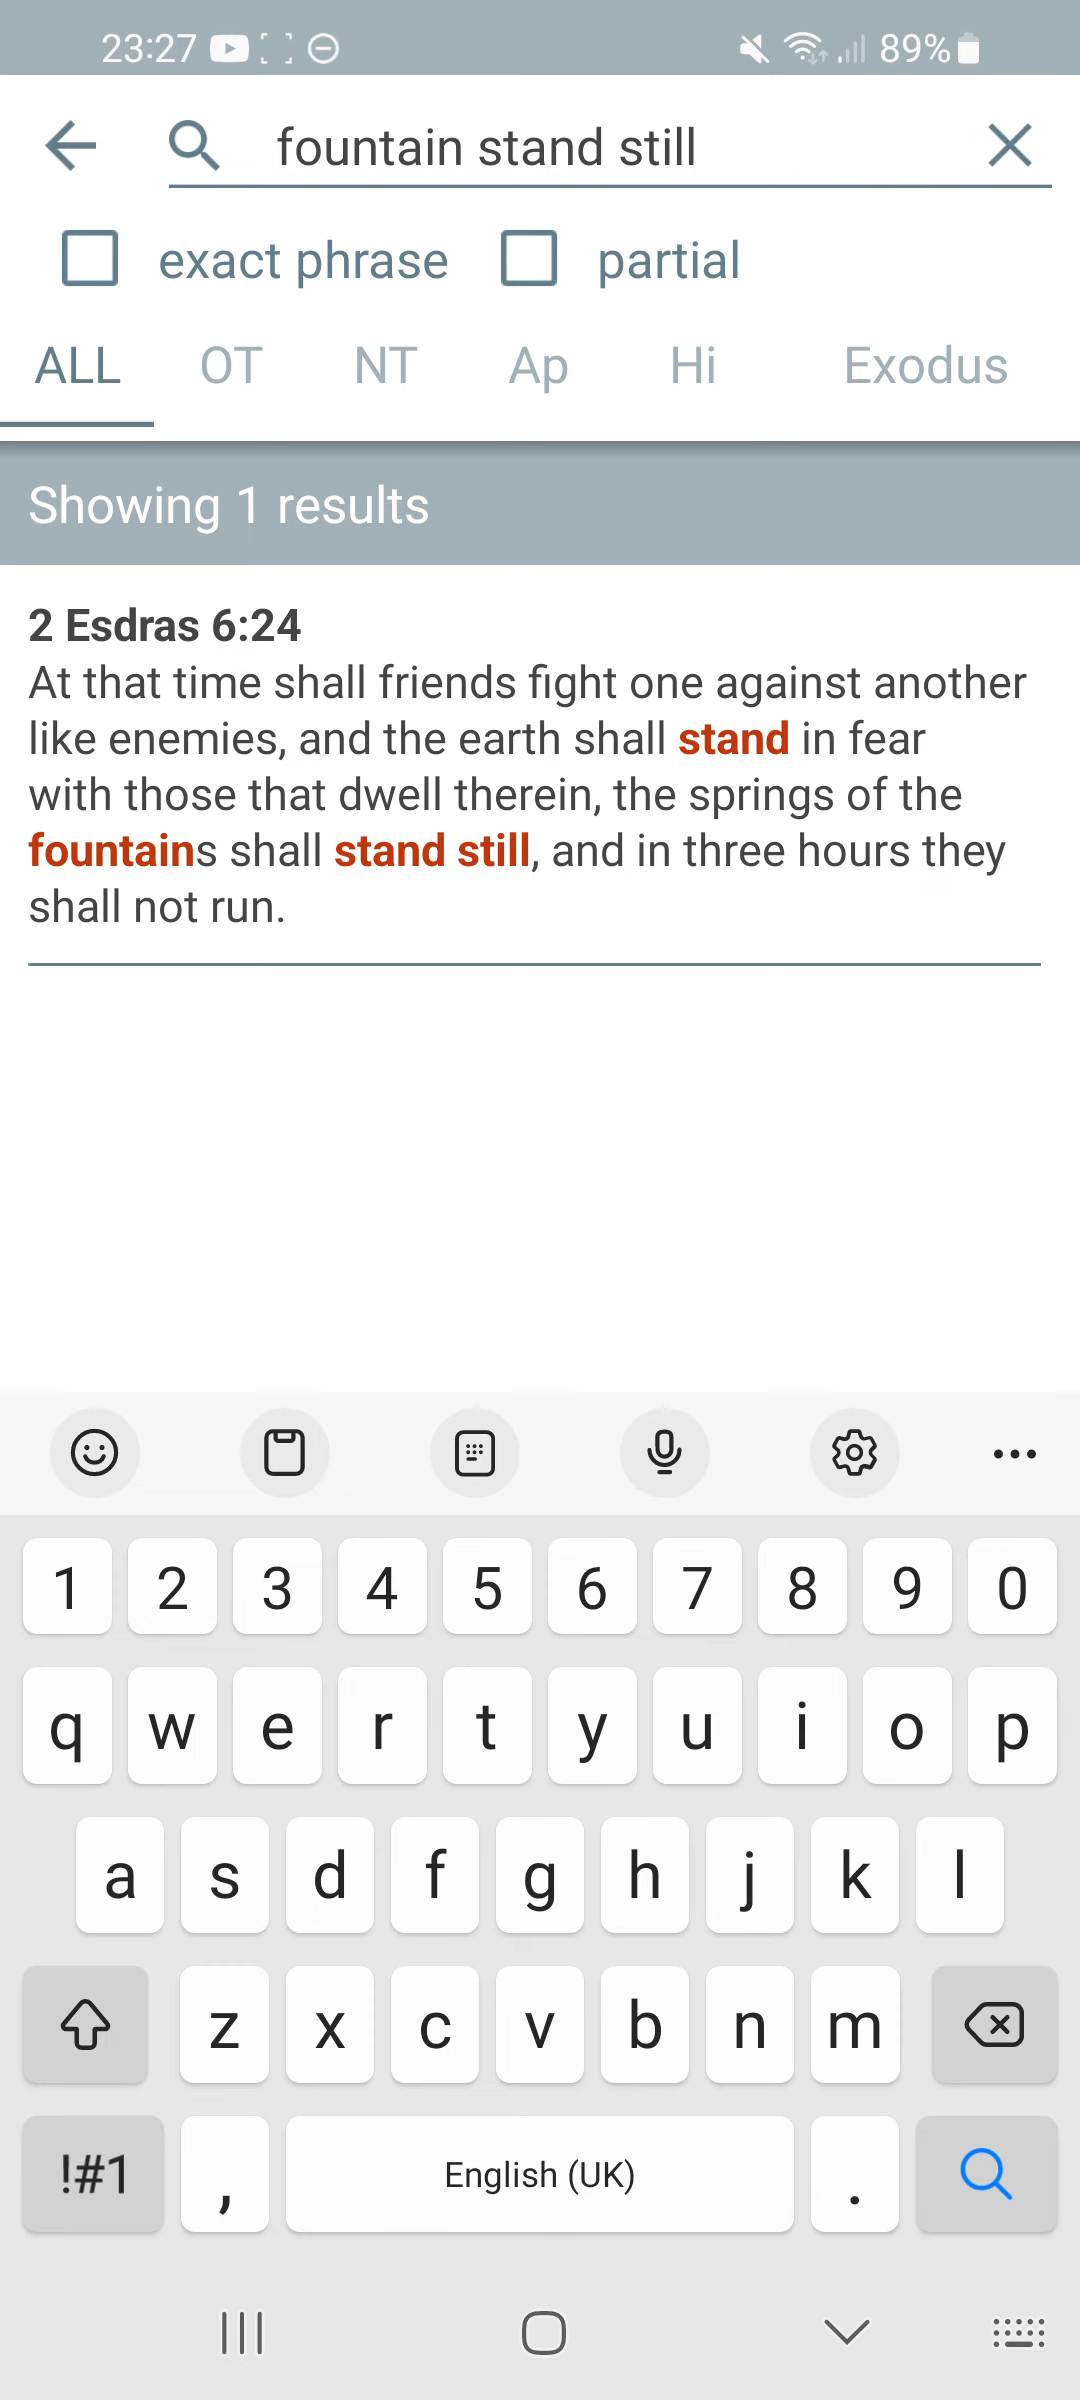 23:27 89%
fountain stand still
exact phrase partial
ALL OT NT Ap Hi Exodus
Showing 1 results
2 Esdras 6:24
At that time shall friends fight one against another
like enemies, and the earth shall stand in fear
with those that dwell therein, the springs of the
fountains shall stand still, and in three hours they
shall not run.
1 2 3 4 5 6 7 8 9 0
q w e r t y u i o p
a s d f g h j k l
z x c v b n m
!#1 , English (UK) .